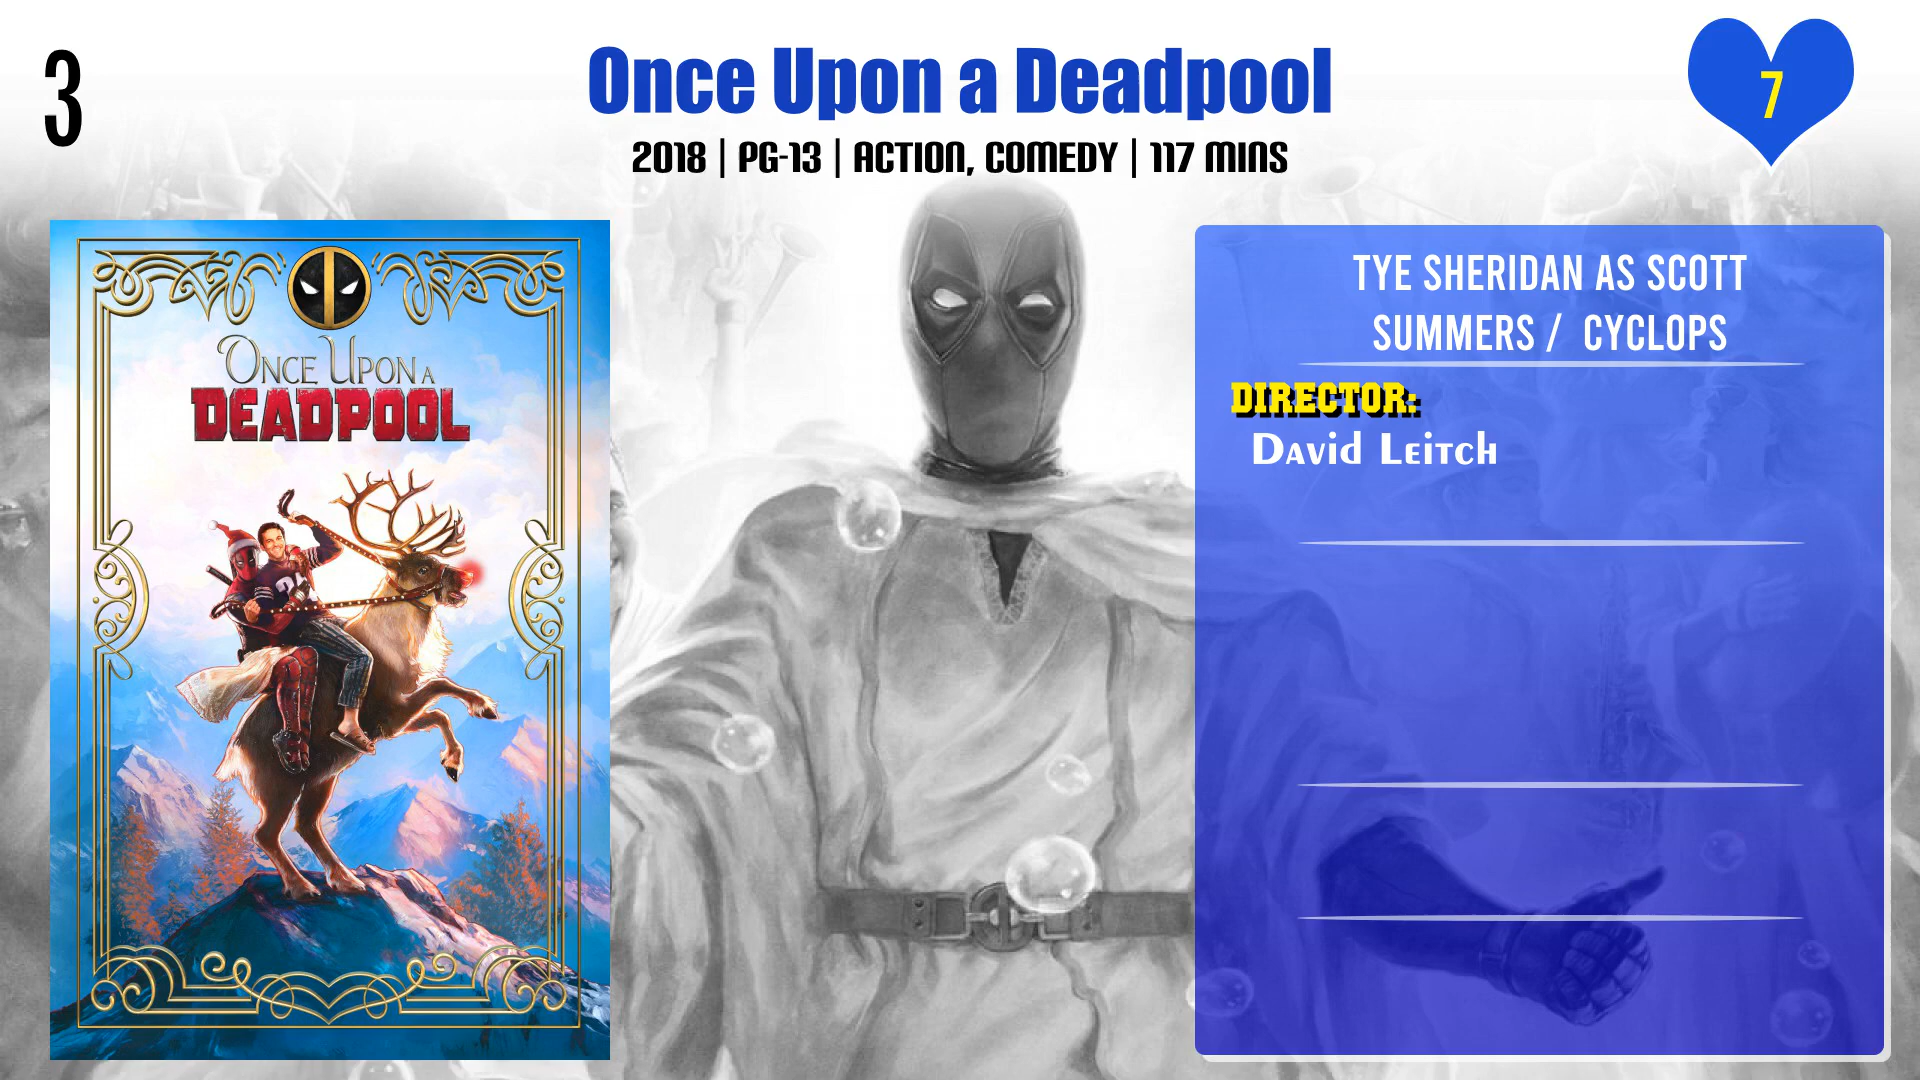 3
Once Upon a Deadpool
7
2018 | PG-13 | ACTION, COMEDY | 117 MINS
ONCE UPON A
DEADPOOL
TYE SHERIDAN AS SCOTT
SUMMERS / CYCLOPS
DIRECTOR:
David Leitch